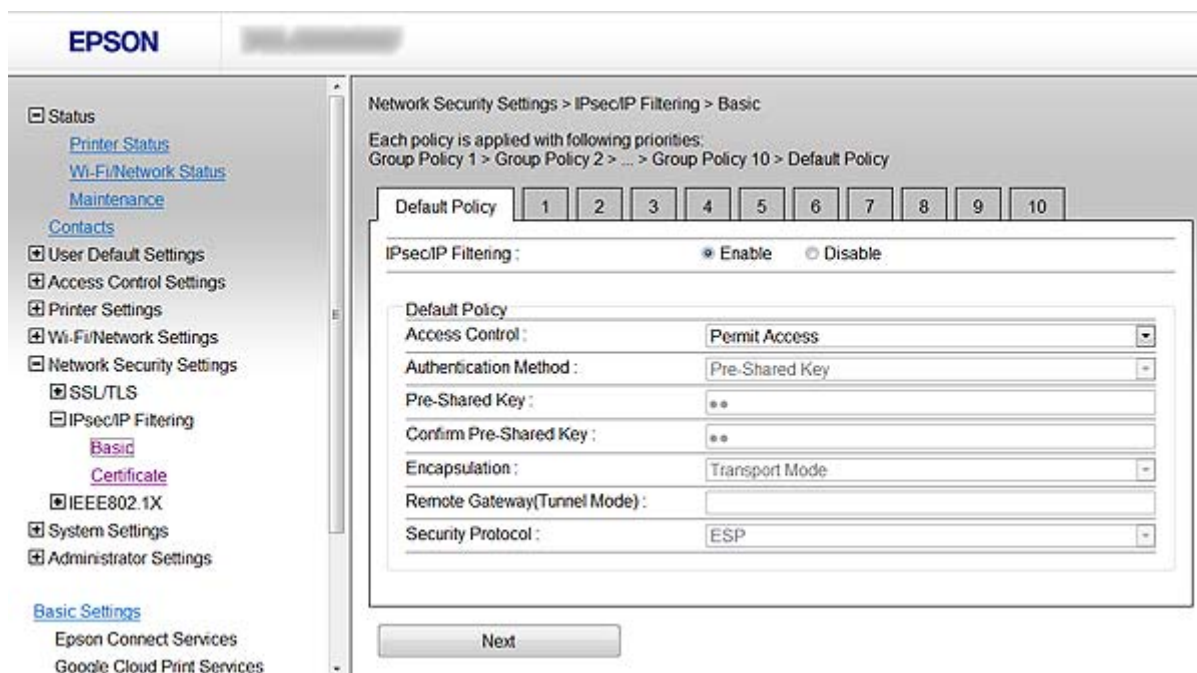 EPSON
Status
Printer Status
Wi-Fi/Network Status
Maintenance
Contacts
User Default Settings
Access Control Settings
Printer Settings
Wi-Fi/Network Settings
Network Security Settings
SSL/TLS
IPsec/IP Filtering
Basic
Certificate
IEEE802.1X
System Settings
Administrator Settings
Basic Settings
Epson Connect Services
Google Cloud Print Services
Network Security Settings > IPsec/IP Filtering > Basic
Each policy is applied with following priorities:
Group Policy 1 > Group Policy 2 > ... > Group Policy 10 > Default Policy
Default Policy 1 2 3 4 5 6 7 8 9 10
IPsec/IP Filtering : Enable Disable
Default Policy
Access Control : Permit Access
Authentication Method : Pre-Shared Key
Pre-Shared Key : ••
Confirm Pre-Shared Key : ••
Encapsulation : Transport Mode
Remote Gateway(Tunnel Mode) :
Security Protocol : ESP
Next